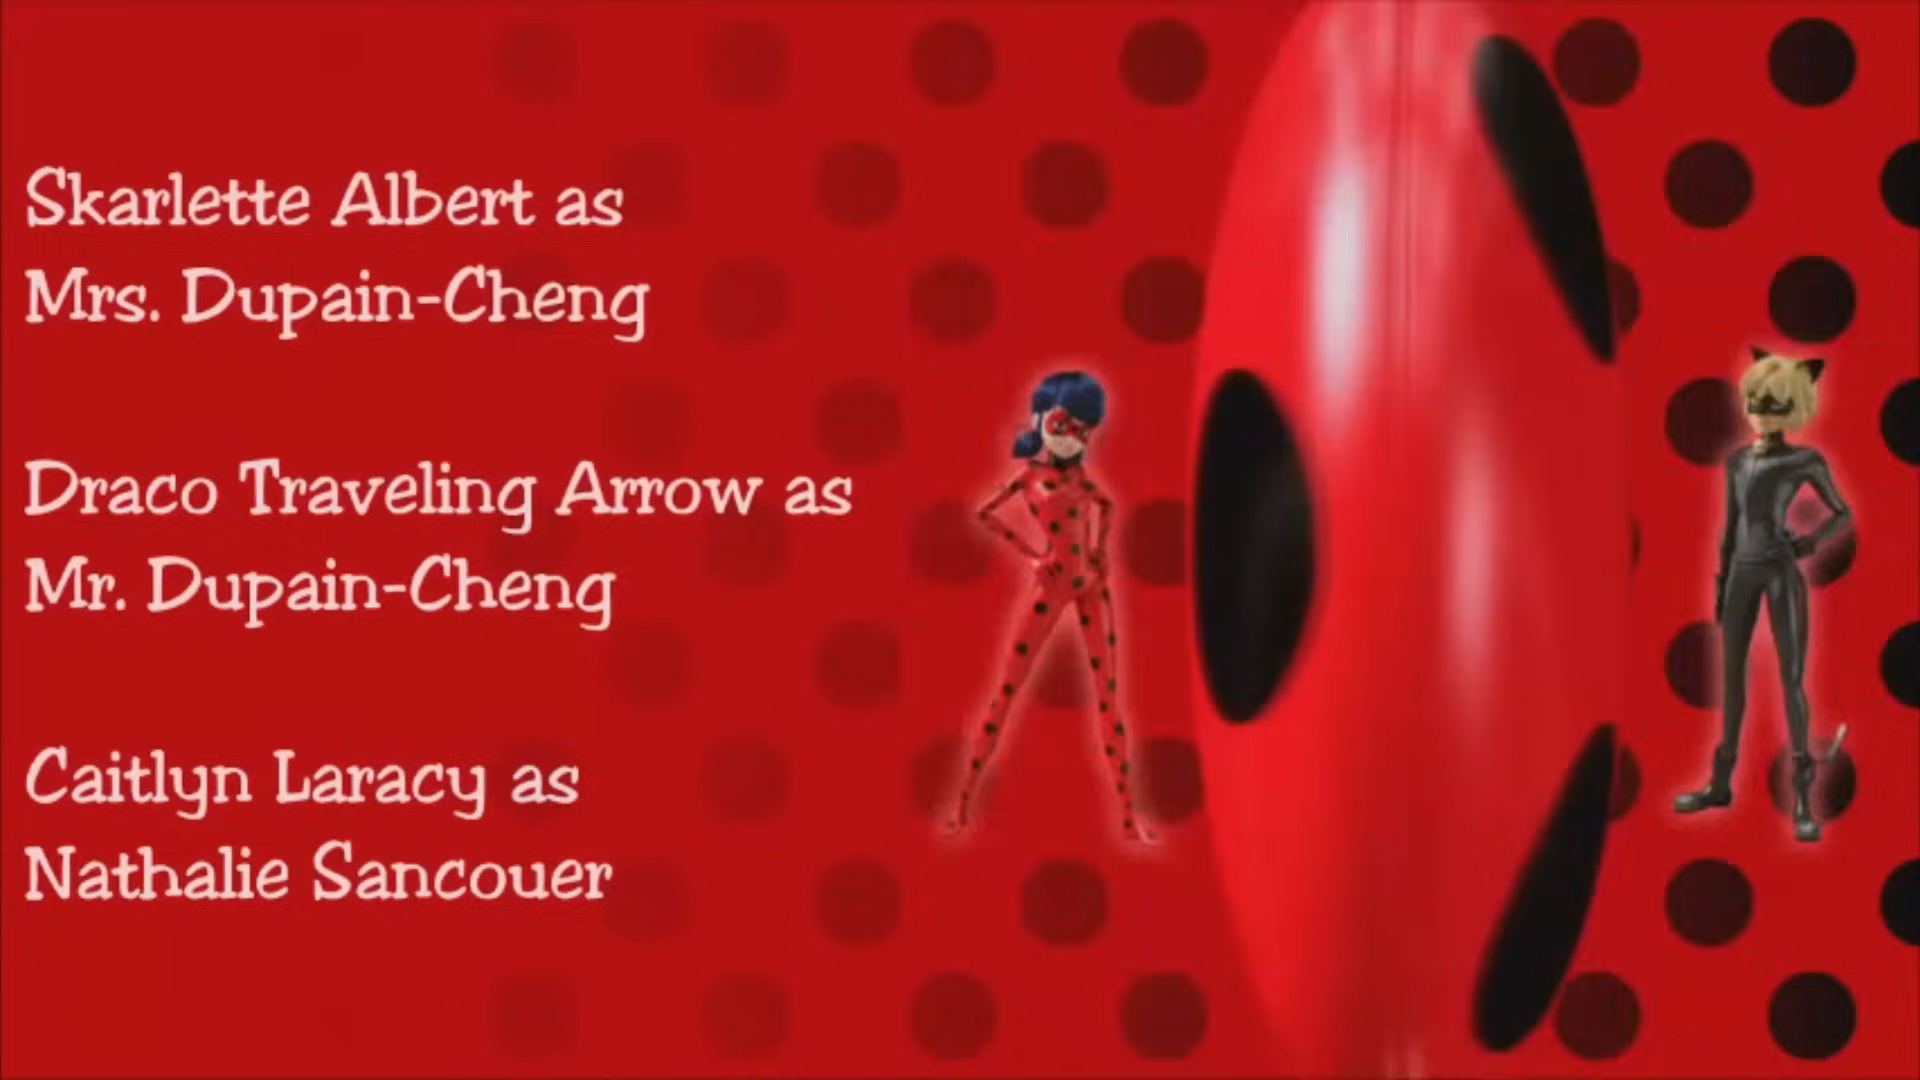 Skarlette Albert as
Mrs. Dupain-Cheng
Draco Traveling Arrow as
Mr. Dupain-Cheng
Caitlyn Laracy as
Nathalie Sancouer